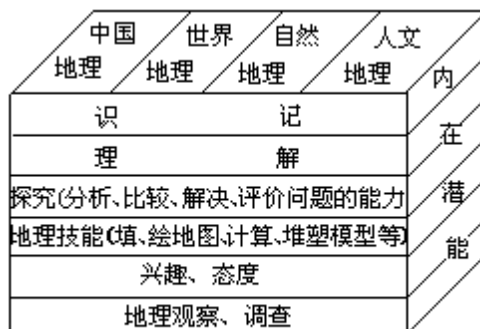 中国 世界 自然 人文
地理 地理 地理 地理
内在潜能
识 记
理 解
探究(分析、比较、解决、评价问题的能力
地理技能(填、绘地图、计算、堆塑模型等)
兴趣、态度
地理观察、调查